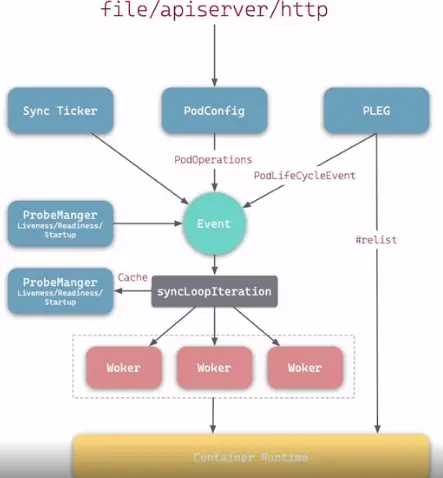 file/apiserver/http
Sync Ticker
PodConfig
PLEG
PodOperations
PodLifeCycleEvent
ProbeManger
Liveness/Readiness/
Startup
Event
#relist
ProbeManger
Liveness/Readiness/
Startup
Cache
syncLoopIteration
Woker
Woker
Woker
Container Runtime